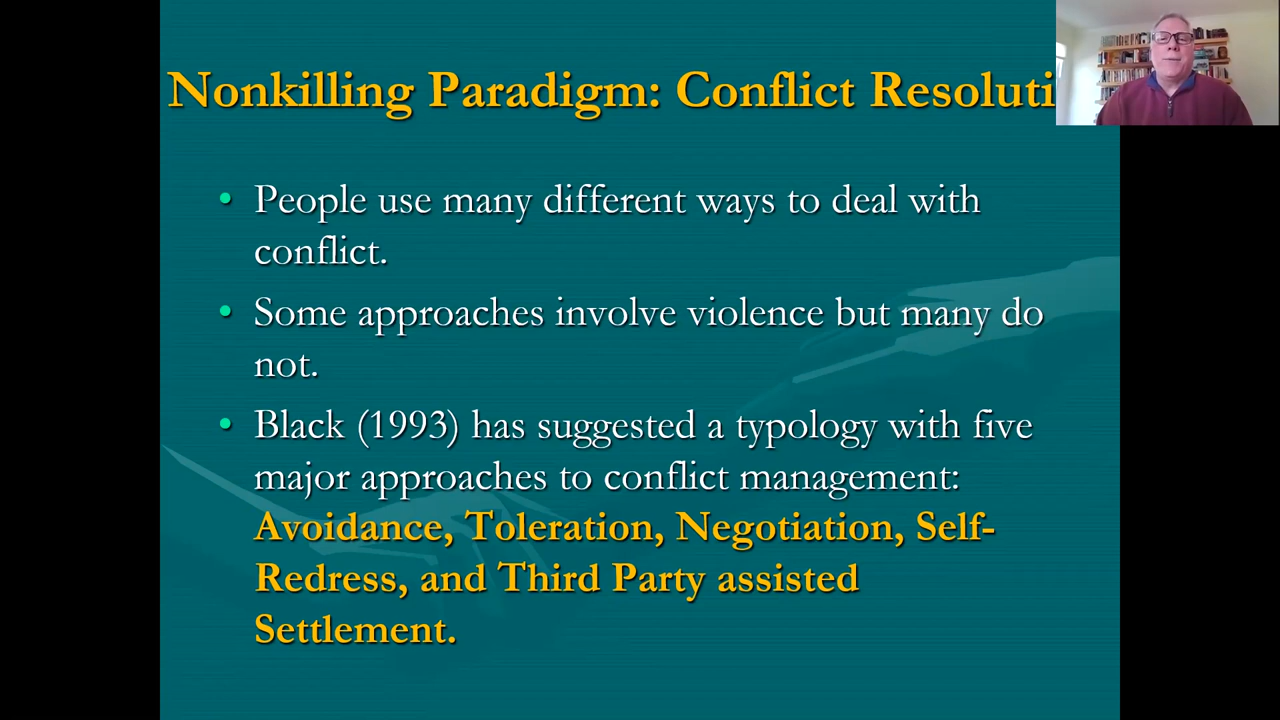 Nonkilling Paradigm: Conflict Resoluti
• People use many different ways to deal with
conflict.
• Some approaches involve violence but many do
not.
• Black (1993) has suggested a typology with five
major approaches to conflict management:
Avoidance, Toleration, Negotiation, Self-
Redress, and Third Party assisted
Settlement.